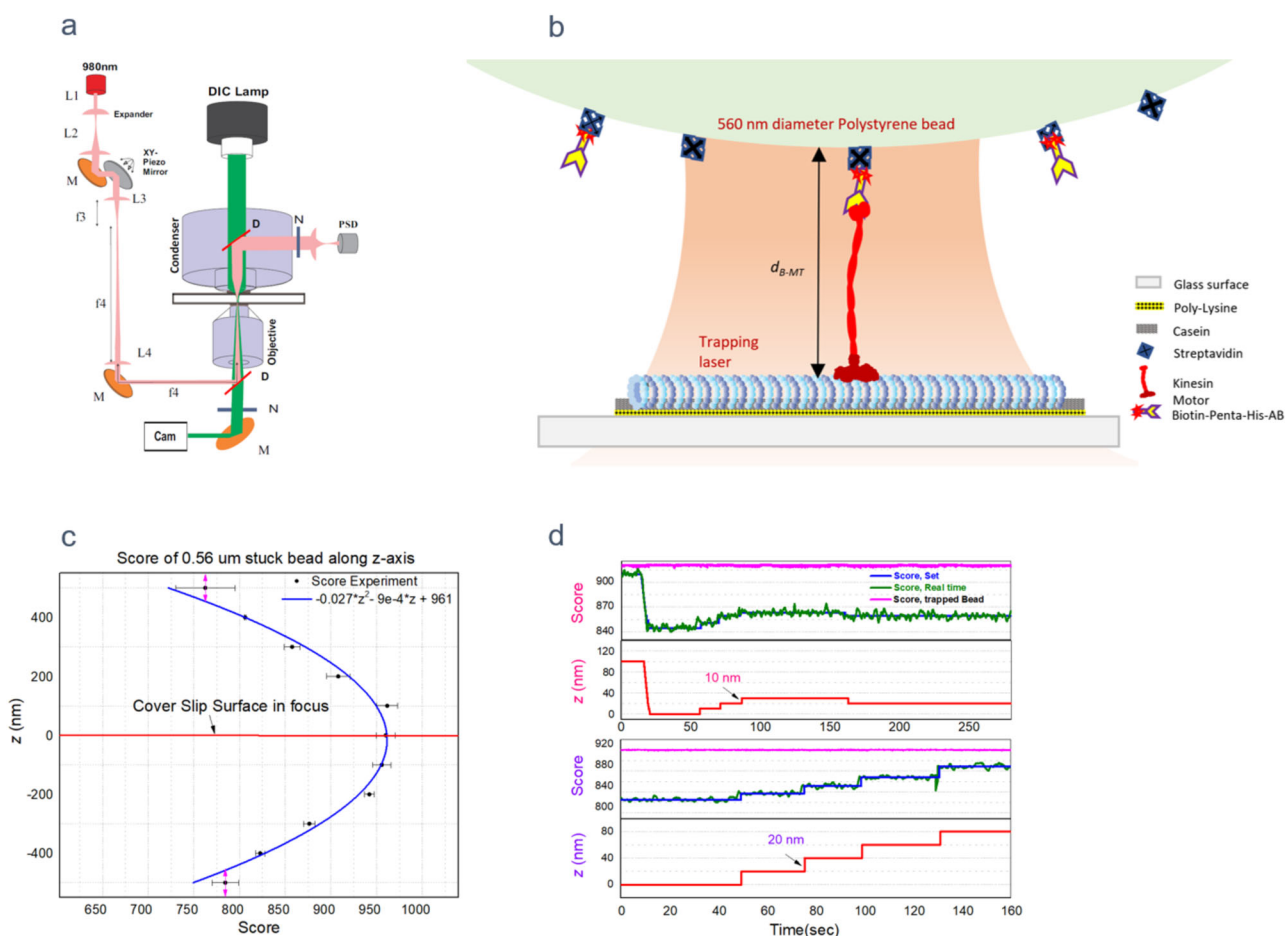 a
980nm
L1
Expander
L2
XY-
Piezo
Mirror
M
L3
f3
f4
L4
M
f4
DIC Lamp
Condenser
D
N
PSD
Objective
D
N
Cam
M
b
560 nm diameter Polystyrene bead
dB-MT
Trapping
laser
Glass surface
Poly-Lysine
Casein
Streptavidin
Kinesin
Motor
Biotin-Penta-His-AB
c
Score of 0.56 um stuck bead along z-axis
Score Experiment
-0.027*z2- 9e-4*z + 961
Cover Slip Surface in focus
z (nm)
400
200
0
-200
-400
650 700 750 800 850 900 950 1000
Score
d
Score
900
870
840
Score, Set
Score, Real time
Score, trapped Bead
z (nm)
120
80
40
0
10 nm
0 50 100 150 200 250
Score
920
880
840
800
z (nm)
80
40
0
20 nm
0 20 40 60 80 100 120 140 160
Time(sec)